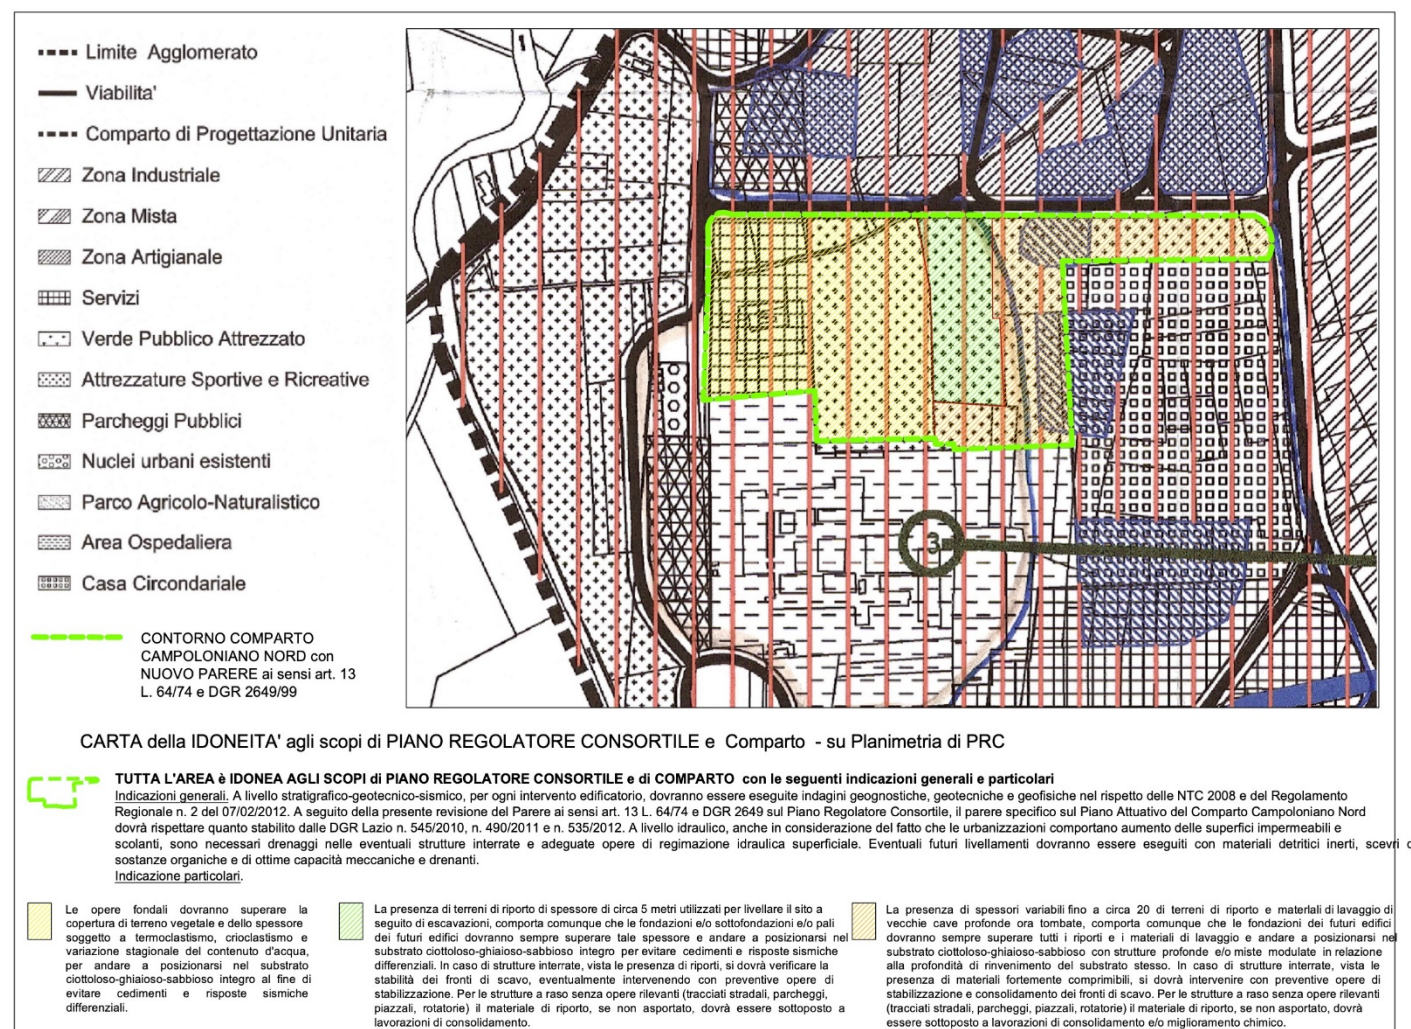 Limite Agglomerato
Viabilita'
Comparto di Progettazione Unitaria
Zona Industriale
Zona Mista
Zona Artigianale
Servizi
Verde Pubblico Attrezzato
Attrezzature Sportive e Ricreative
Parcheggi Pubblici
Nuclei urbani esistenti
Parco Agricolo-Naturalistico
Area Ospedaliera
Casa Circondariale
CONTORNO COMPARTO
CAMPOLONIANO NORD con
NUOVO PARERE ai sensi art. 13
L. 64/74 e DGR 2649/99
1
3
CARTA della IDONEITA' agli scopi di PIANO REGOLATORE CONSORTILE e Comparto - su Planimetria di PRC
TUTTA L'AREA è IDONEA AGLI SCOPI di PIANO REGOLATORE CONSORTILE e di COMPARTO con le seguenti indicazioni generali e particolari
Indicazioni generali. A livello stratigrafico-geotecnico-sismico, per ogni intervento edificatorio, dovranno essere eseguite indagini geognostiche, geotecniche e geofisiche nel rispetto delle NTC 2008 e del Regolamento
Regionale n. 2 del 07/02/2012. A seguito della presente revisione del Parere ai sensi art. 13 L. 64/74 e DGR 2649 sul Piano Regolatore Consortile, il parere specifico sul Piano Attuativo del Comparto Campoloniano Nord
dovrà rispettare quanto stabilito dalle DGR Lazio n. 545/2010, n. 490/2011 e n. 535/2012. A livello idraulico, anche in considerazione del fatto che le urbanizzazioni comportano aumento delle superfici impermeabili e
scolanti, sono necessari drenaggi nelle eventuali strutture interrate e adeguate opere di regimazione idraulica superficiale. Eventuali futuri livellamenti dovranno essere eseguiti con materiali detritici inerti, scevri
sostanze organiche e di ottime capacità meccaniche e drenanti.
Indicazione particolari.
Le opere fondali dovranno superare la
copertura di terreno vegetale e dello spessore
soggetto a termoclastismo, crioclastismo e
variazione stagionale del contenuto d'acqua,
per andare a posizionarsi nel substrato
ciottoloso-ghiaioso-sabbioso integro al fine di
evitare cedimenti e risposte sismiche
differenziali.
La presenza di terreni di riporto di spessore di circa 5 metri utilizzati per livellare il sito a
seguito di escavazioni, comporta comunque che le fondazioni e/o sottofondazioni e/o pali
dei futuri edifici dovranno sempre superare tale spessore e andare a posizionarsi nel
substrato ciottoloso-ghiaioso-sabbioso integro per evitare cedimenti e risposte sismiche
differenziali. In caso di strutture interrate, vista la presenza di riporti, si dovrà verificare la
stabilità dei fronti di scavo, eventualmente intervenendo con preventive opere di
stabilizzazione. Per le strutture a raso senza opere rilevanti (tracciati stradali, parcheggi,
piazzali, rotatorie) il materiale di riporto, se non asportato, dovrà essere sottoposto a
lavorazioni di consolidamento.
La presenza di spessori variabili fino a circa 20 di terreni di riporto e materlali di lavaggio di
vecchie cave profonde ora tombate, comporta comunque che le fondazioni dei futuri edifici
dovranno sempre superare tutti i riporti e i materiali di lavaggio e andare a posizionarsi nel
substrato ciottoloso-ghiaioso-sabbioso con strutture profonde e/o miste modulate in relazione
alla profondità di rinvenimento del substrato stesso. In caso di strutture interrate, vista le
presenza di materiali fortemente comprimibili, si dovrà intervenire con preventive opere di
stabilizzazione e consolidamento dei fronti di scavo. Per le strutture a raso senza opere rilevanti
(tracciati stradali, parcheggi, piazzali, rotatorie) il materiale di riporto, se non asportato, dovrà
essere sottoposto a lavorazioni di consolidamento e/o miglioramento chimico.